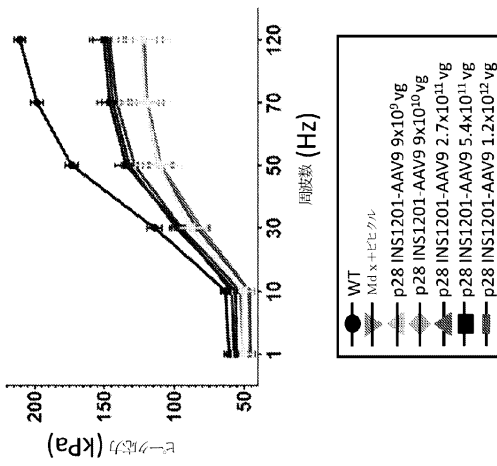 ピーク応力 (kPa)
200
150
100
50
1
10
30
50
70
120
周波数 (Hz)
WT
Mdx+ビヒクル
p28 INS1201-AAV9 9x10⁹ vg
p28 INS1201-AAV9 9x10¹⁰ vg
p28 INS1201-AAV9 2.7x10¹¹ vg
p28 INS1201-AAV9 5.4x10¹¹ vg
p28 INS1201-AAV9 1.2x10¹² vg